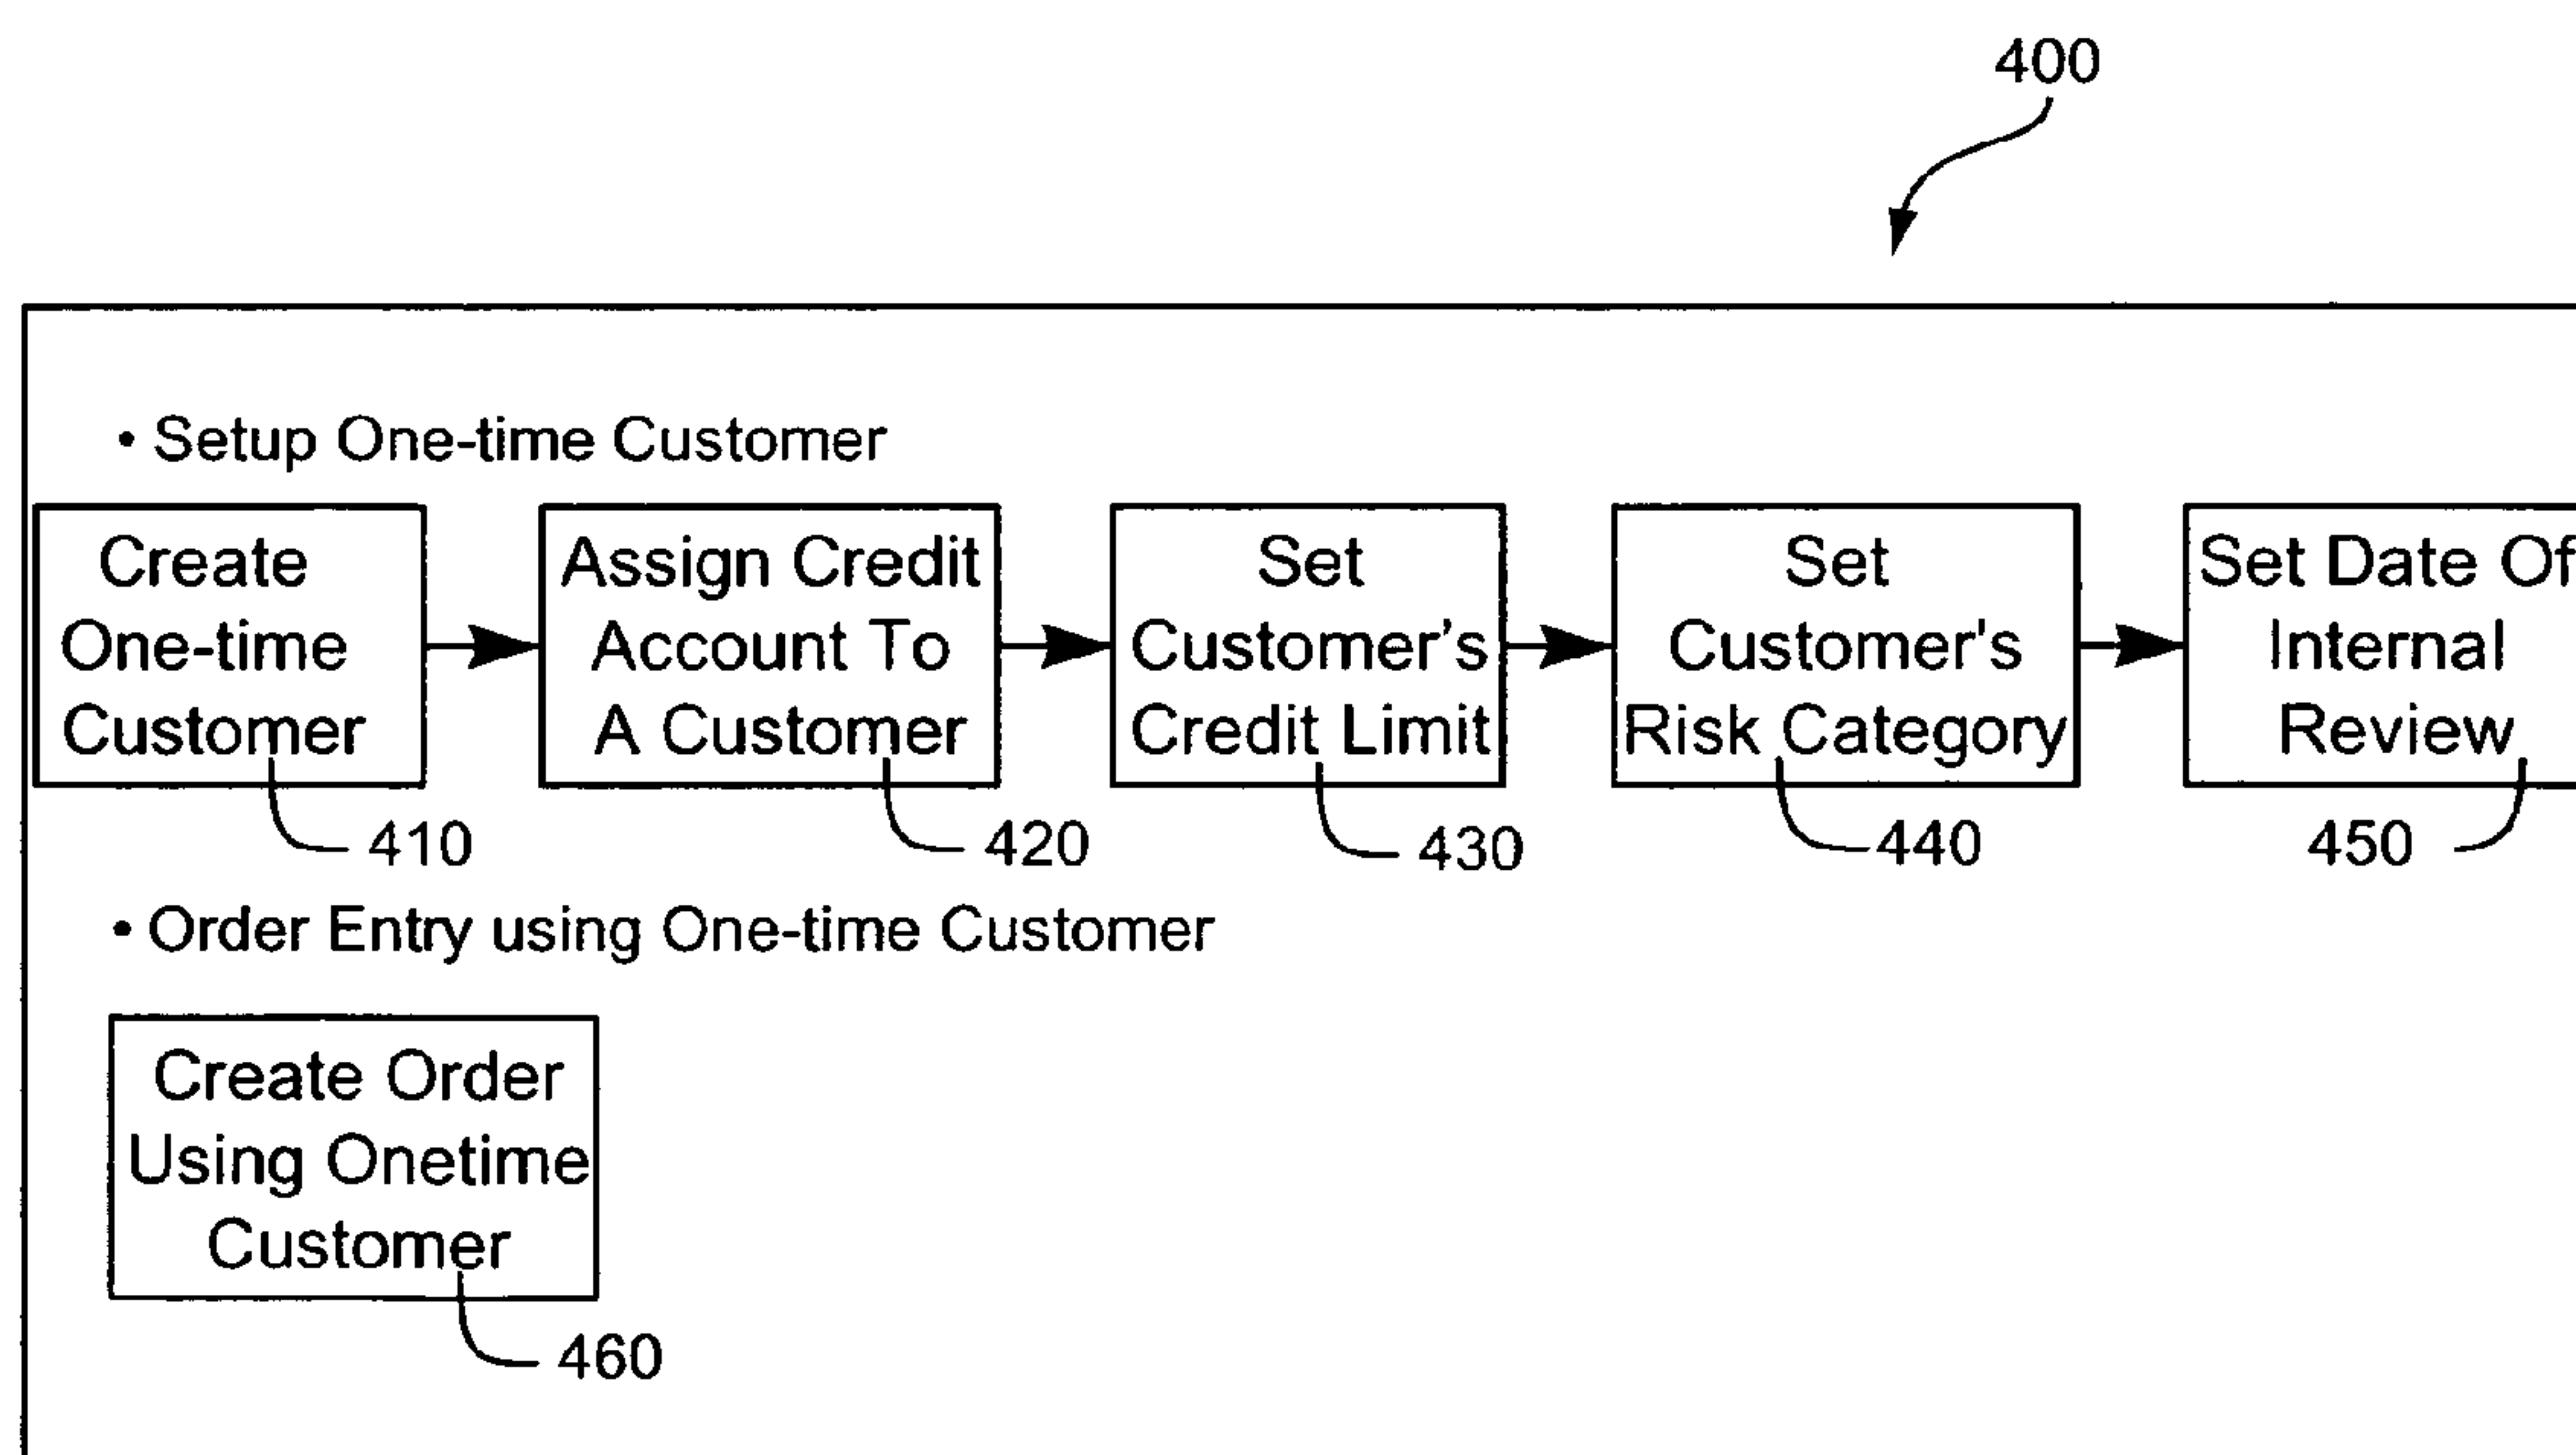 400
• Setup One-time Customer
Create
One-time
Customer
410
Assign Credit
Account To
A Customer
420
Set
Customer’s
Credit Limit
430
Set
Customer's
Risk Category
440
Set Date Of
Internal
Review
450
• Order Entry using One-time Customer
Create Order
Using Onetime
Customer
460